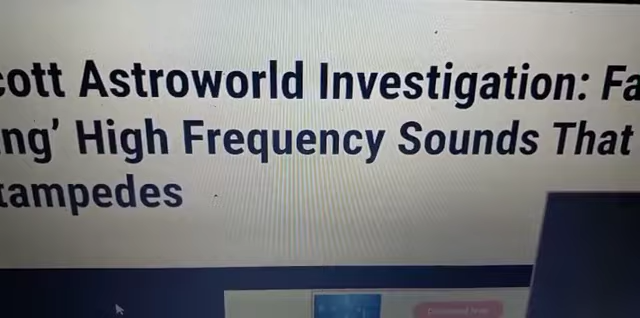 cott Astroworld Investigation: Fa
ng' High Frequency Sounds That
tampedes